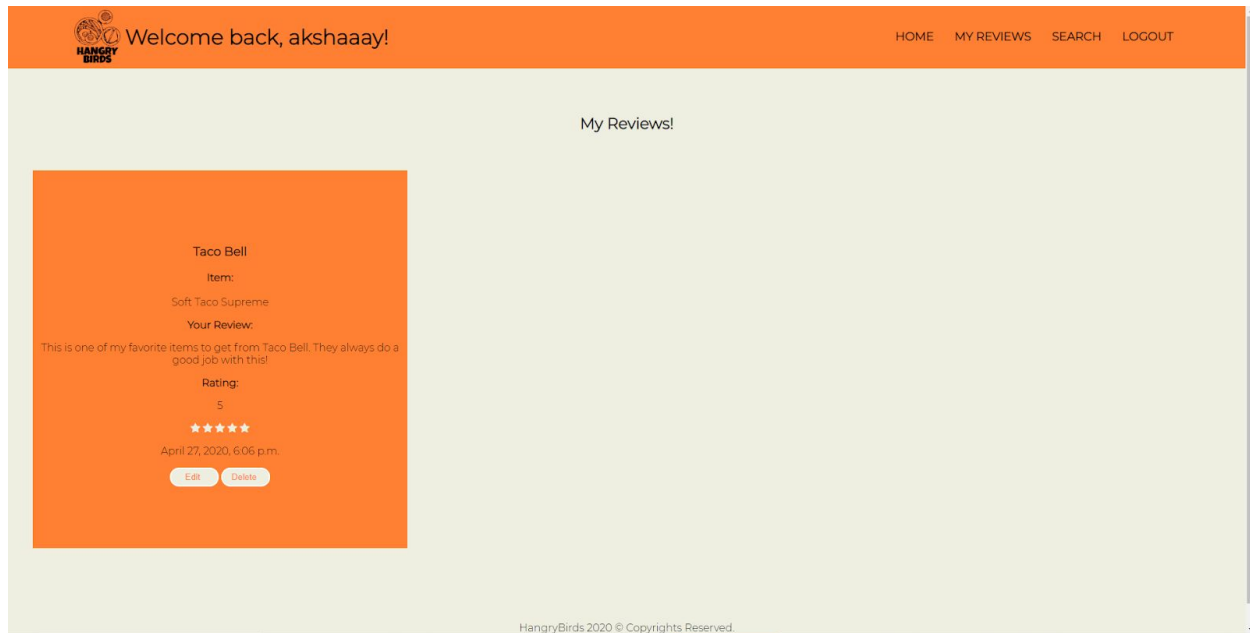 HANGRY
BIRDS
Welcome back, akshaaay!
HOME MY REVIEWS SEARCH LOGOUT
My Reviews!
Taco Bell
Item:
Soft Taco Supreme
Your Review:
This is one of my favorite items to get from Taco Bell. They always do a
good job with this!
Rating:
5
April 27, 2020, 6:06 p.m.
Edit Delete
HangryBirds 2020 © Copyrights Reserved.